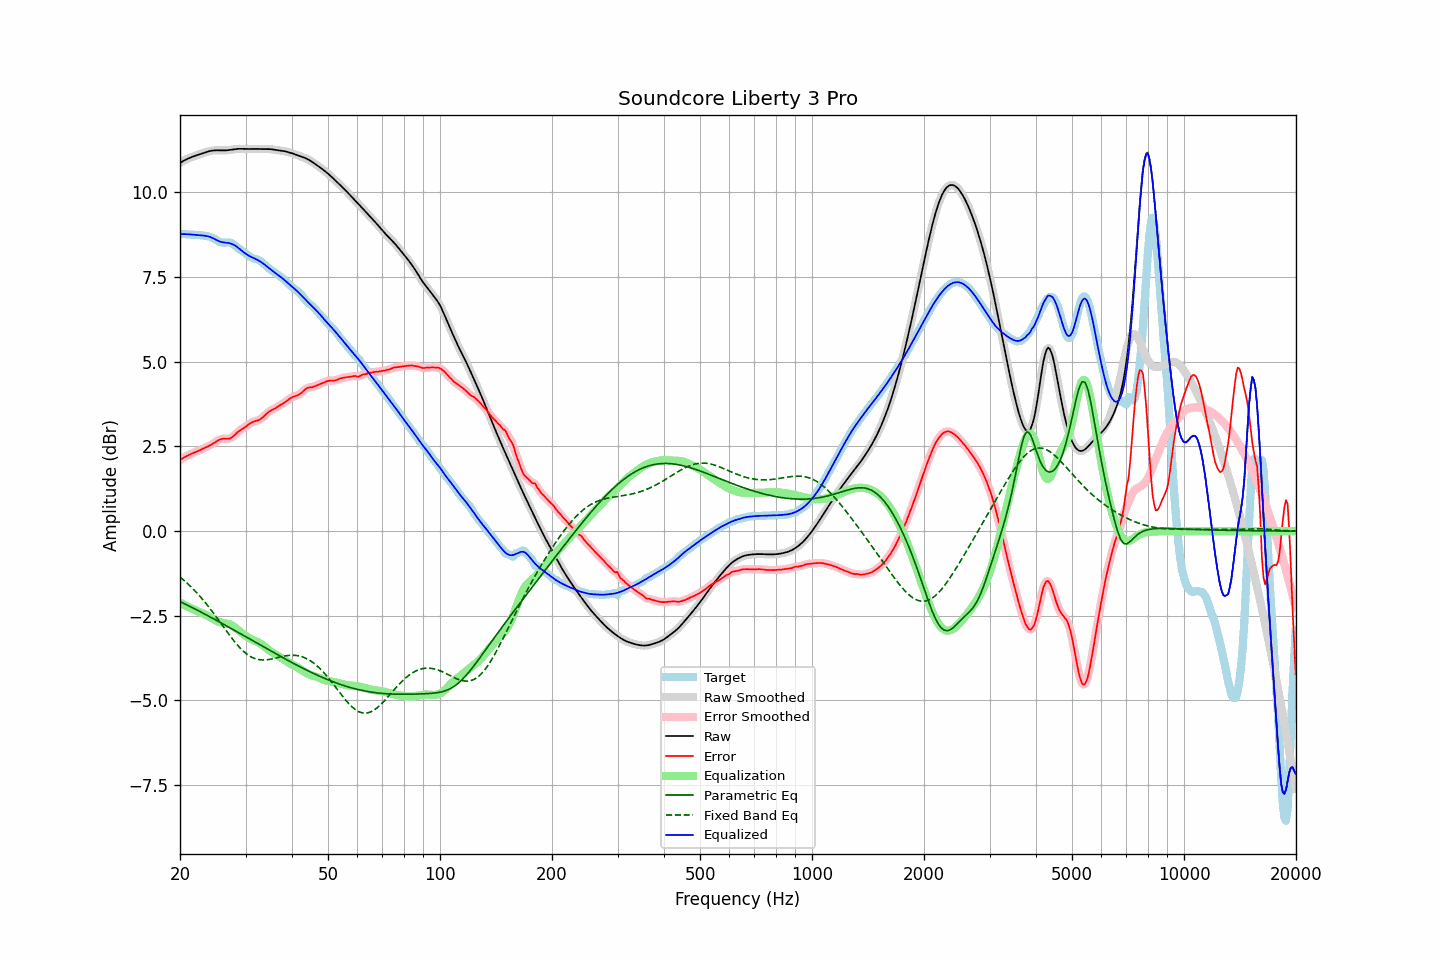 Soundcore Liberty 3 Pro
Amplitude (dBr)
10.0
7.5
5.0
2.5
0.0
−2.5
−5.0
−7.5
Target
Raw Smoothed
Error Smoothed
Raw
Error
Equalization
Parametric Eq
Fixed Band Eq
Equalized
20 50 100 200 500 1000 2000 5000 10000 20000
Frequency (Hz)